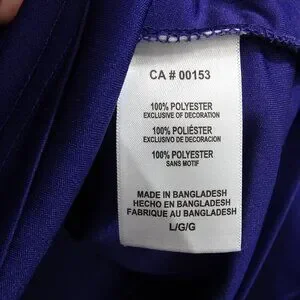 CA # 00153
100% POLYESTER
EXCLUSIVE OF DECORATION
100% POLIÉSTER
EXCLUSIVO DE DECORACION
100% POLYESTER
SANS MOTIF
MADE IN BANGLADESH
HECHO EN BANGLADESH
FABRIQUE AU BANGLADESH
L/G/G